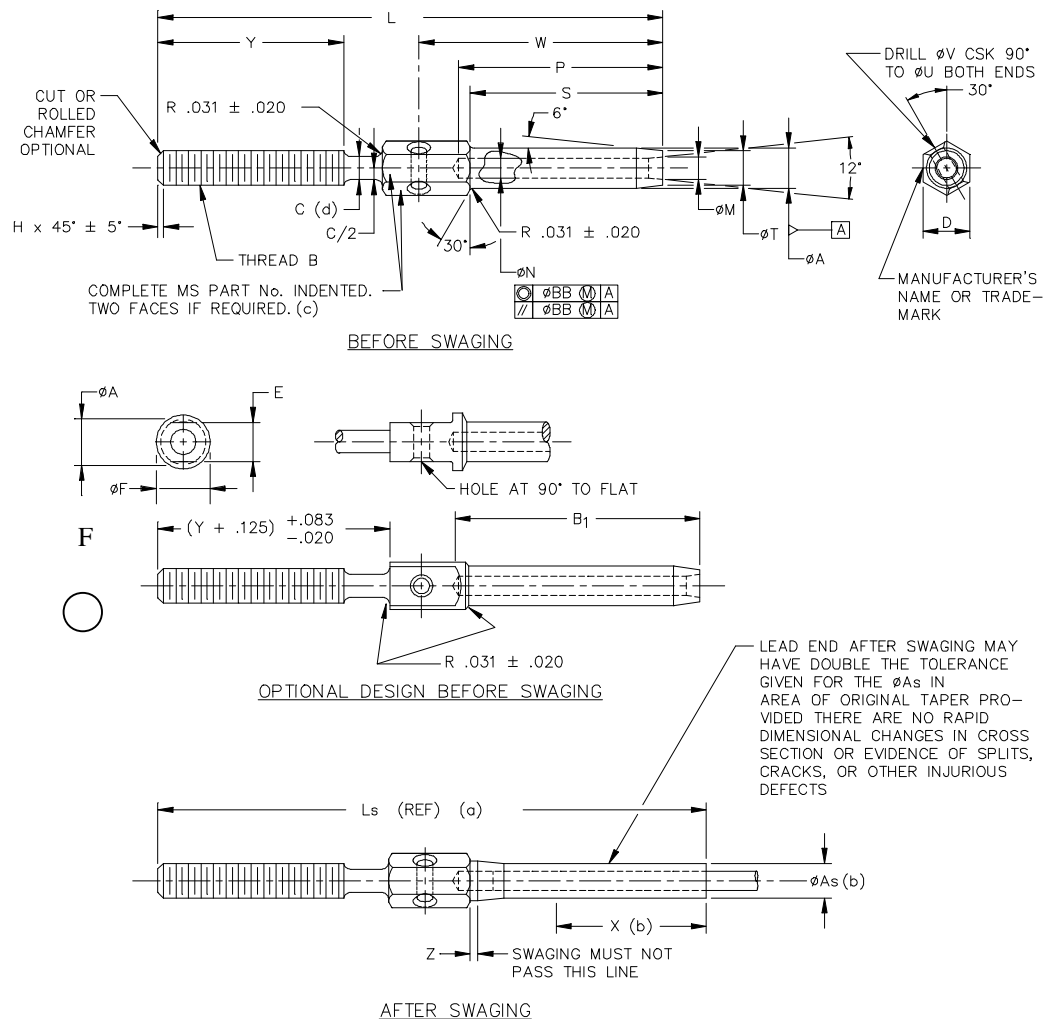 L
Y
W
P
S
DRILL øV CSK 90°
TO øU BOTH ENDS
30°
CUT OR
ROLLED
CHAMFER
OPTIONAL
R .031 ± .020
6°
12°
C (d)
C/2
H x 45° ± 5°
30°
R .031 ± .020
øM
øT
A
øA
D
THREAD B
øN
COMPLETE MS PART No. INDENTED.
TWO FACES IF REQUIRED. (c)
◎ øBB Ⓜ A
// øBB Ⓜ A
MANUFACTURER'S
NAME OR TRADE-
MARK
BEFORE SWAGING
øA
E
øF
HOLE AT 90° TO FLAT
F
(Y + .125) +.083
-.020
B1
R .031 ± .020
OPTIONAL DESIGN BEFORE SWAGING
LEAD END AFTER SWAGING MAY
HAVE DOUBLE THE TOLERANCE
GIVEN FOR THE øAs IN
AREA OF ORIGINAL TAPER PRO-
VIDED THERE ARE NO RAPID
DIMENSIONAL CHANGES IN CROSS
SECTION OR EVIDENCE OF SPLITS,
CRACKS, OR OTHER INJURIOUS
DEFECTS
Ls (REF) (a)
øAs (b)
X (b)
Z
SWAGING MUST NOT
PASS THIS LINE
AFTER SWAGING